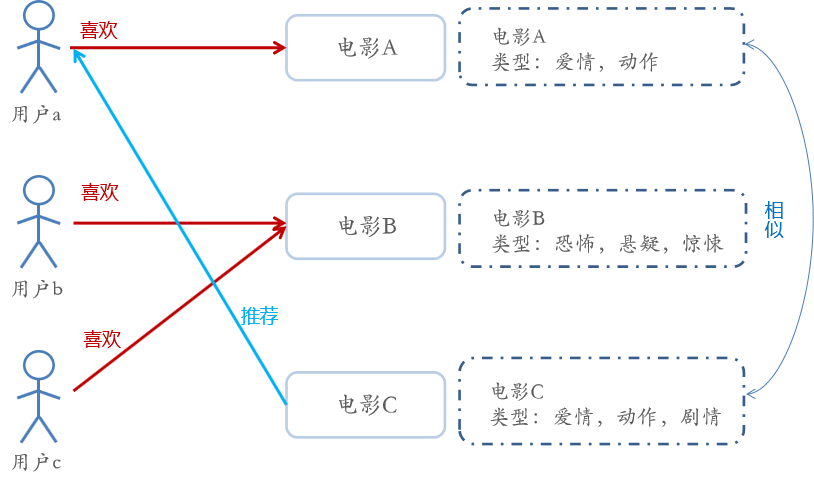 喜欢
电影A
电影A
类型：爱情，动作
用户a
喜欢
电影B
电影B
类型：恐怖，悬疑，惊悚
相似
用户b
推荐
喜欢
电影C
电影C
类型：爱情，动作，剧情
用户c